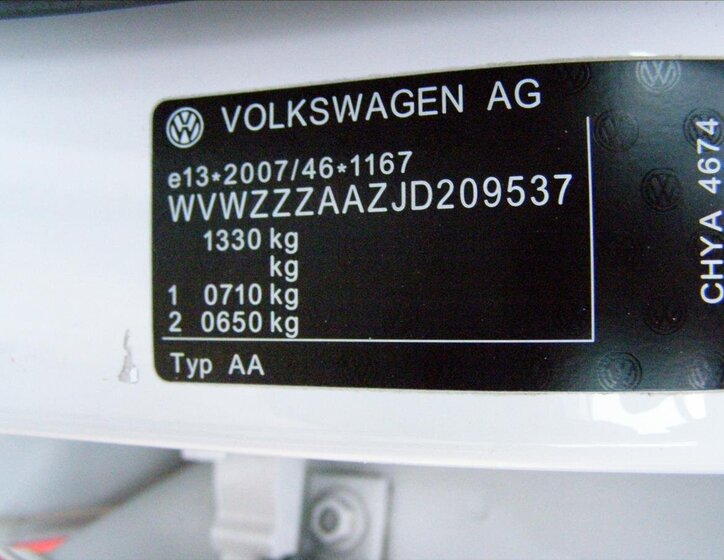 VOLKSWAGEN AG
e13*2007/46*1167
WVWZZZAAZJD209537
1330 kg
kg
1 0710 kg
2 0650 kg
Typ AA
CHYA 4674